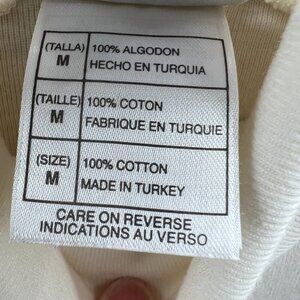 (TALLA) 100% ALGODON
M HECHO EN TURQUIA
(TAILLE) 100% COTON
M FABRIQUE EN TURQUIE
(SIZE) 100% COTTON
M MADE IN TURKEY
CARE ON REVERSE
INDICATIONS AU VERSO